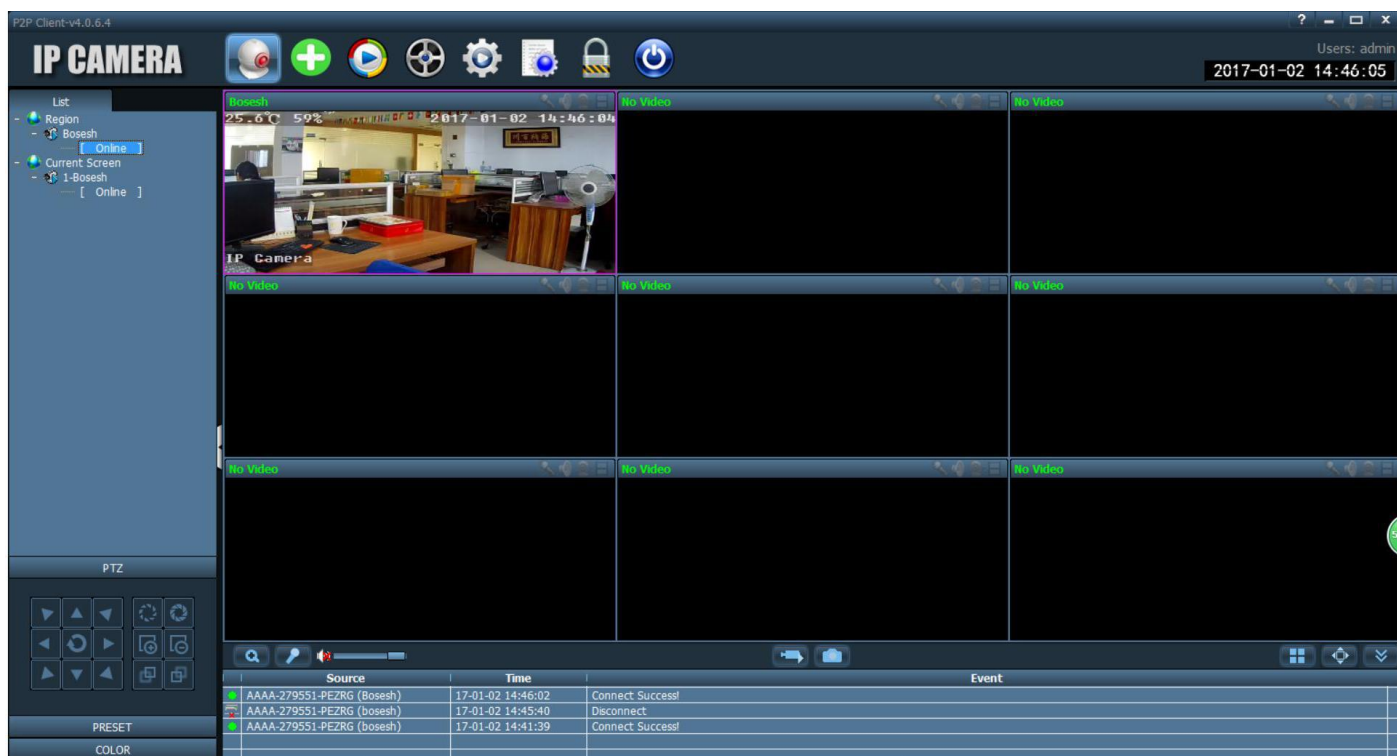 P2P Client-v4.0.6.4
?
IP CAMERA
Users: admin
2017-01-02 14:46:05
List
Region
Bosesh
[ Online ]
Current Screen
1-Bosesh
[ Online ]
Bosesh
No Video
No Video
25.6℃ 59% 2017-01-02 14:46:04
IP Camera
No Video
No Video
No Video
No Video
No Video
No Video
PTZ
PRESET
COLOR
Source Time Event
AAAA-279551-PEZRG (Bosesh) 17-01-02 14:46:02 Connect Success!
AAAA-279551-PEZRG (Bosesh) 17-01-02 14:45:40 Disconnect
AAAA-279551-PEZRG (Bosesh) 17-01-02 14:41:39 Connect Success!